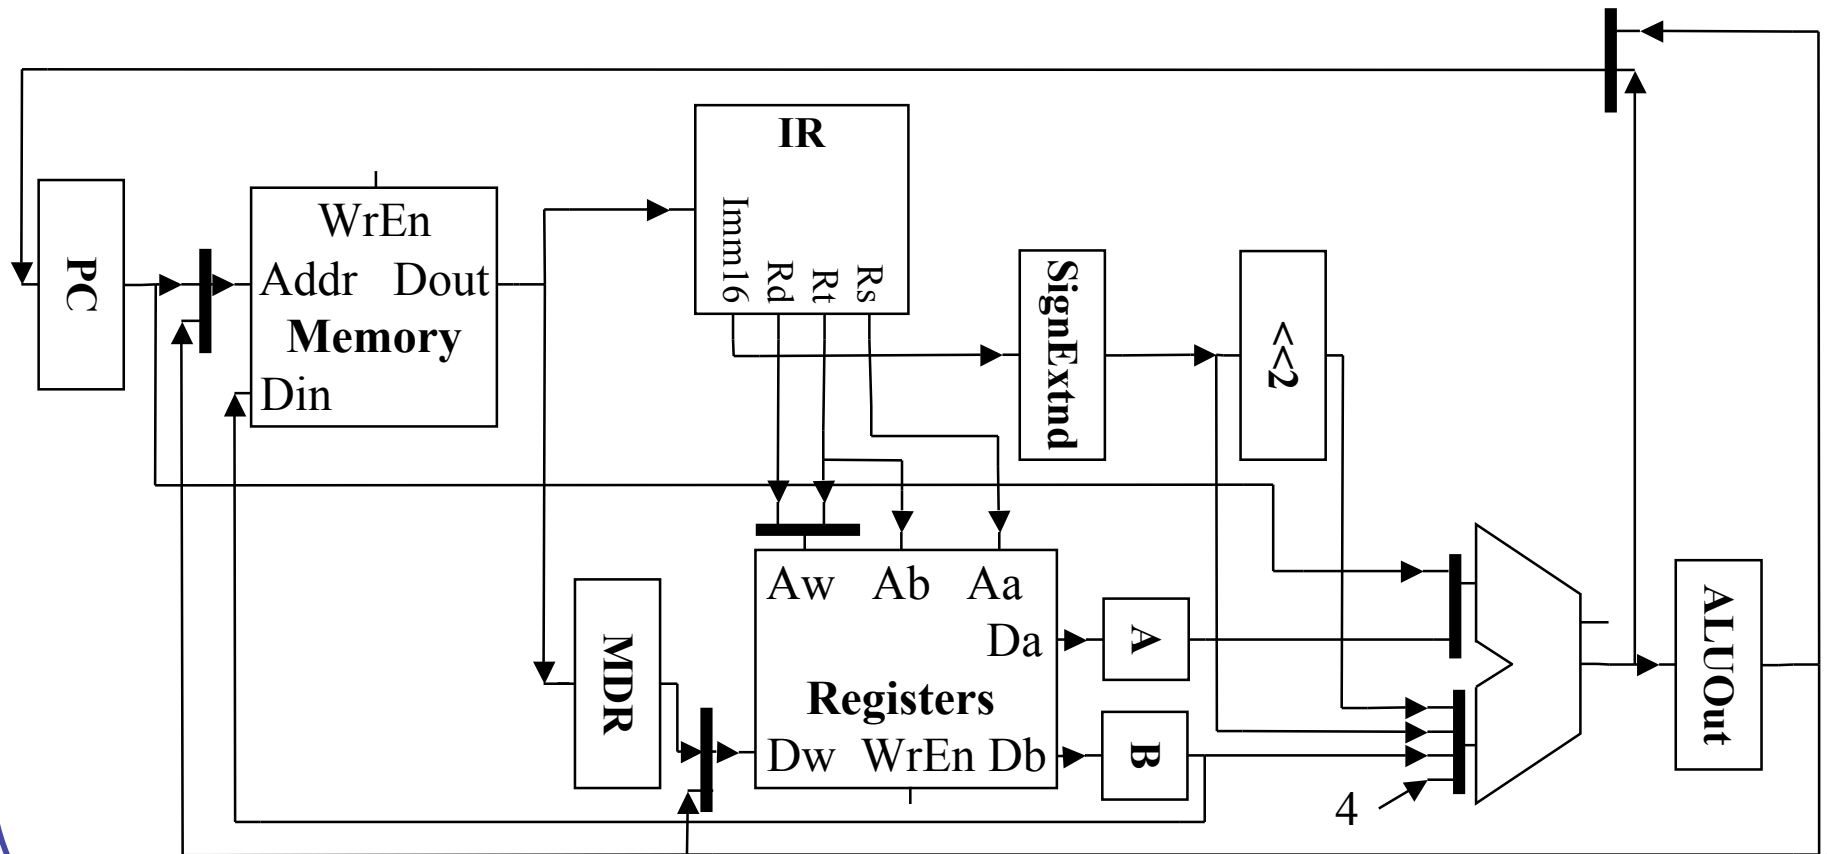 IR
Imm16
Rd
Rt
Rs
PC
WrEn
Addr Dout
Memory
Din
SignExtnd
<<2
MDR
Aw Ab Aa
Da
Registers
Dw WrEn Db
A
B
4
ALUOut